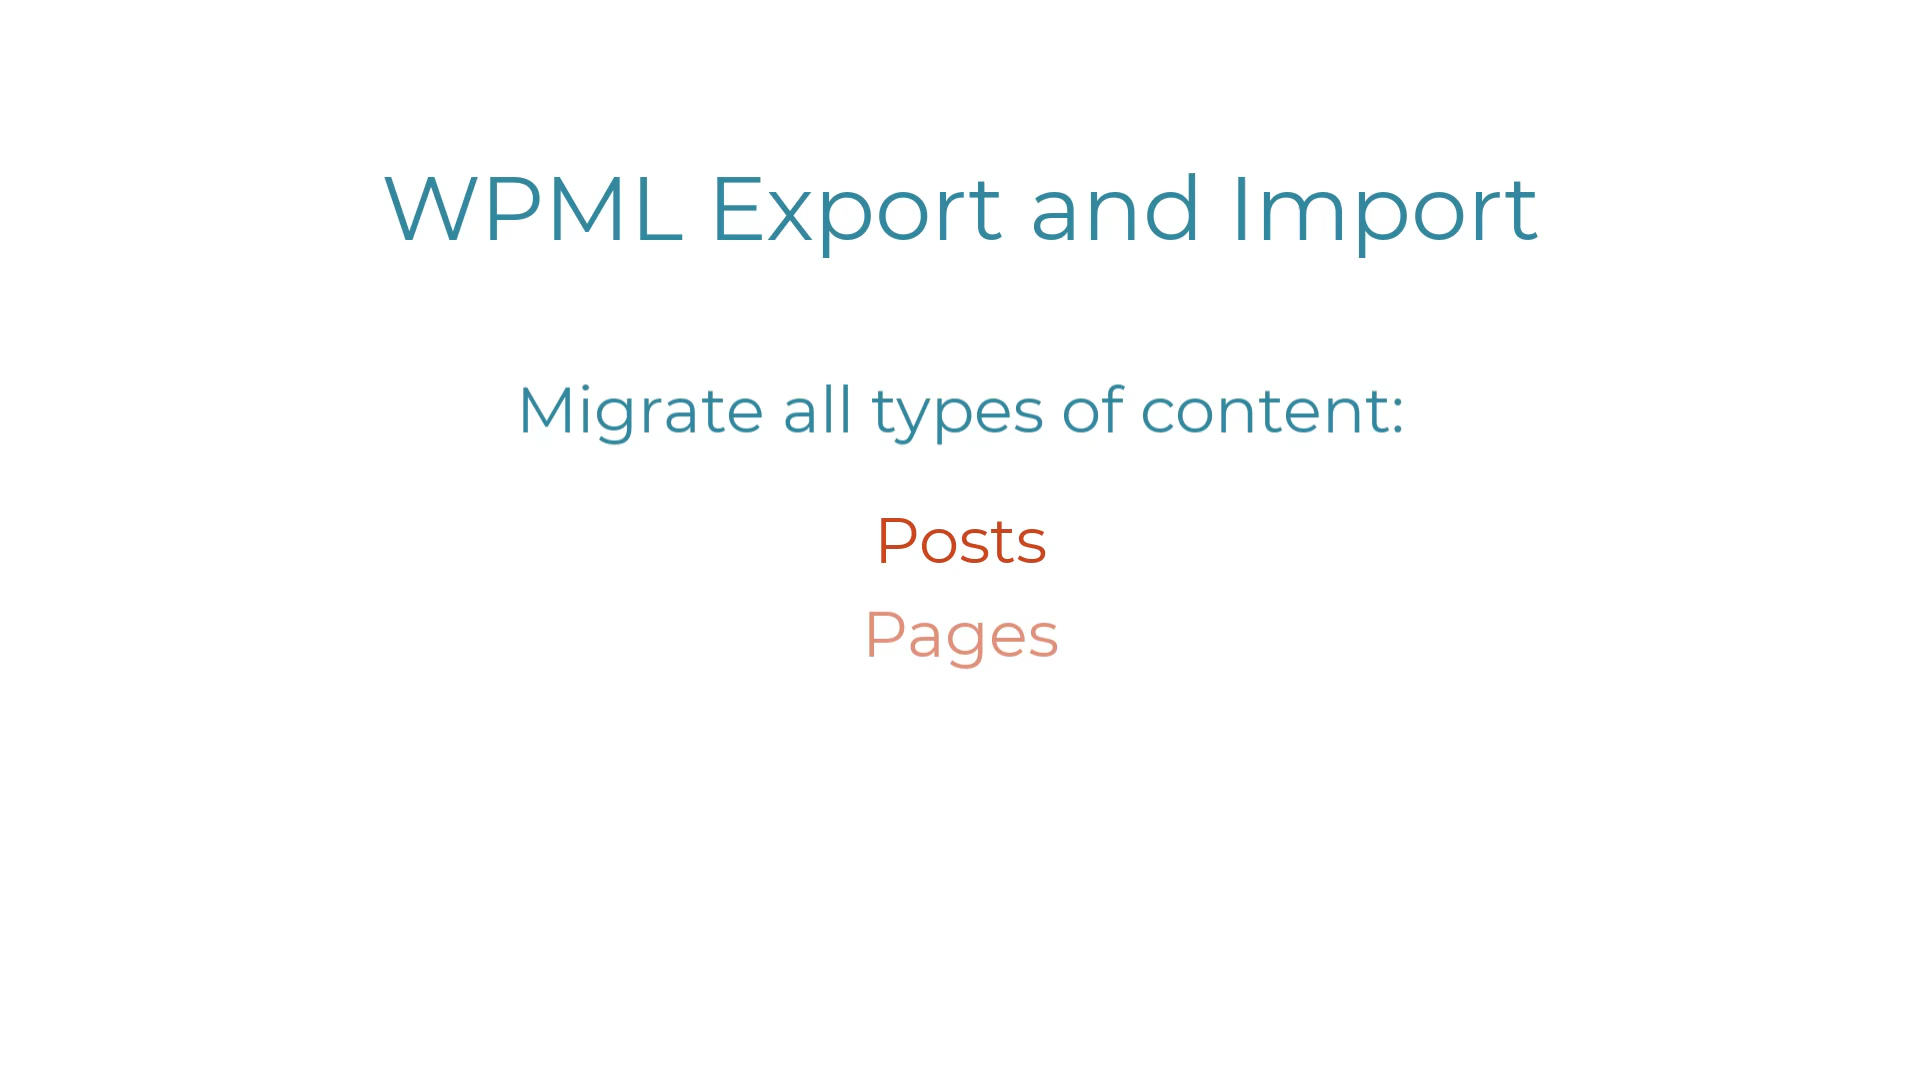 WPML Export and Import
Migrate all types of content:
Posts
Pages